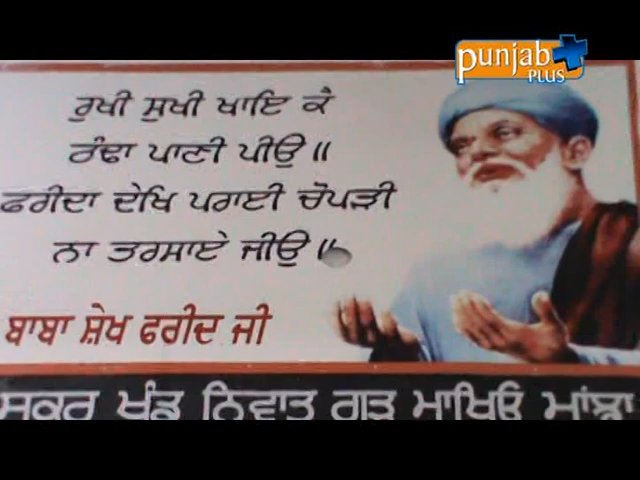 punjab
PLUS
ਰੁਖੀ ਸੁਖੀ ਖਾਇ ਕੈ
ਠੰਢਾ ਪਾਣੀ ਪੀਉ ॥
ਫਰੀਦਾ ਦੇਖਿ ਪਰਾਈ ਚੋਪੜੀ
ਨਾ ਤਰਸਾਏ ਜੀਉ ॥
ਬਾਬਾ ਸ਼ੇਖ ਫਰੀਦ ਜੀ
ਸਕਰ ਖੰਡ ਨਿਵਾਤ ਗੁੜ ਮਾਖਿਓ ਮਾਂਝਾ